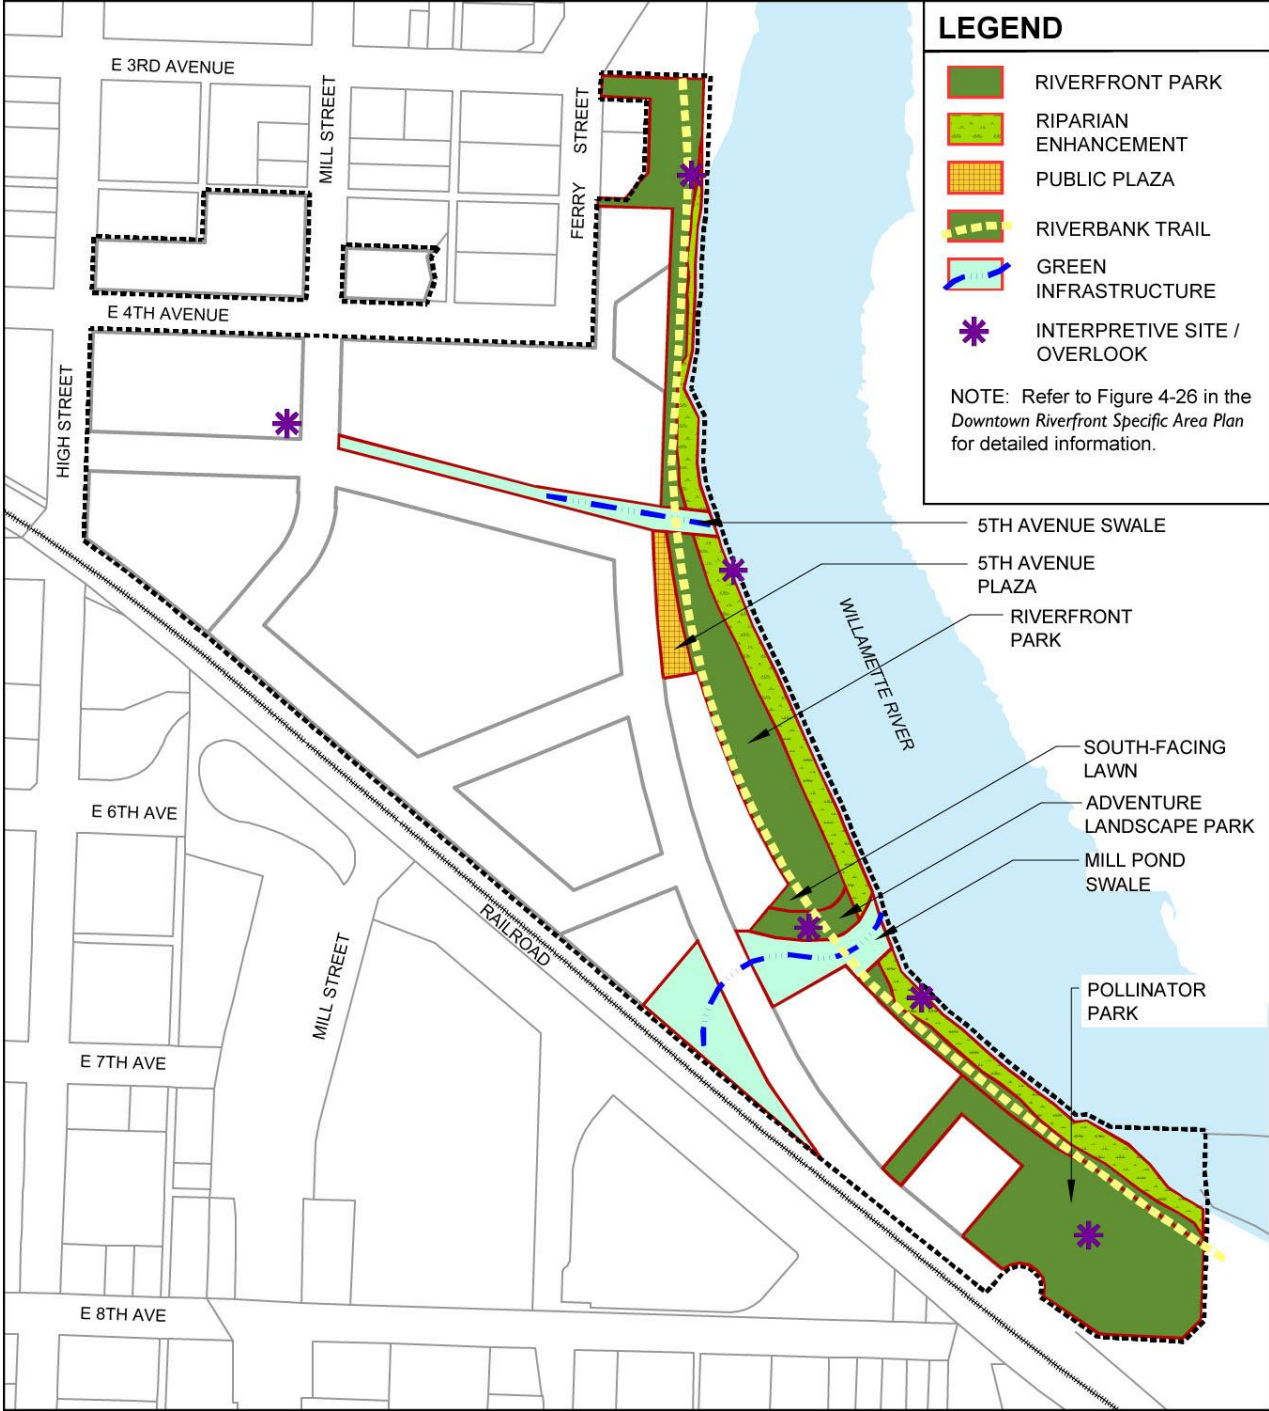 LEGEND
RIVERFRONT PARK
RIPARIAN
ENHANCEMENT
PUBLIC PLAZA
RIVERBANK TRAIL
GREEN
INFRASTRUCTURE
INTERPRETIVE SITE /
OVERLOOK
NOTE: Refer to Figure 4-26 in the
Downtown Riverfront Specific Area Plan
for detailed information.
E 3RD AVENUE
MILL STREET
FERRY STREET
E 4TH AVENUE
HIGH STREET
5TH AVENUE SWALE
5TH AVENUE
PLAZA
RIVERFRONT
PARK
WILLAMETTE RIVER
SOUTH-FACING
LAWN
ADVENTURE
LANDSCAPE PARK
MILL POND
SWALE
E 6TH AVE
RAILROAD
MILL STREET
POLLINATOR
PARK
E 7TH AVE
E 8TH AVE